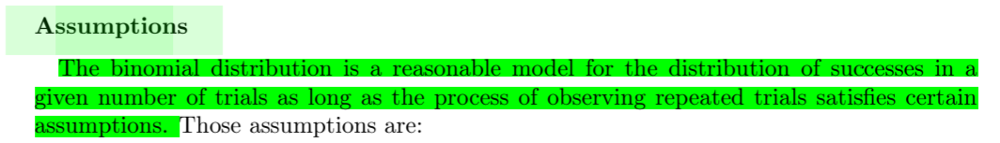 Assumptions
The binomial distribution is a reasonable model for the distribution of successes in a
given number of trials as long as the process of observing repeated trials satisfies certain
assumptions. Those assumptions are: